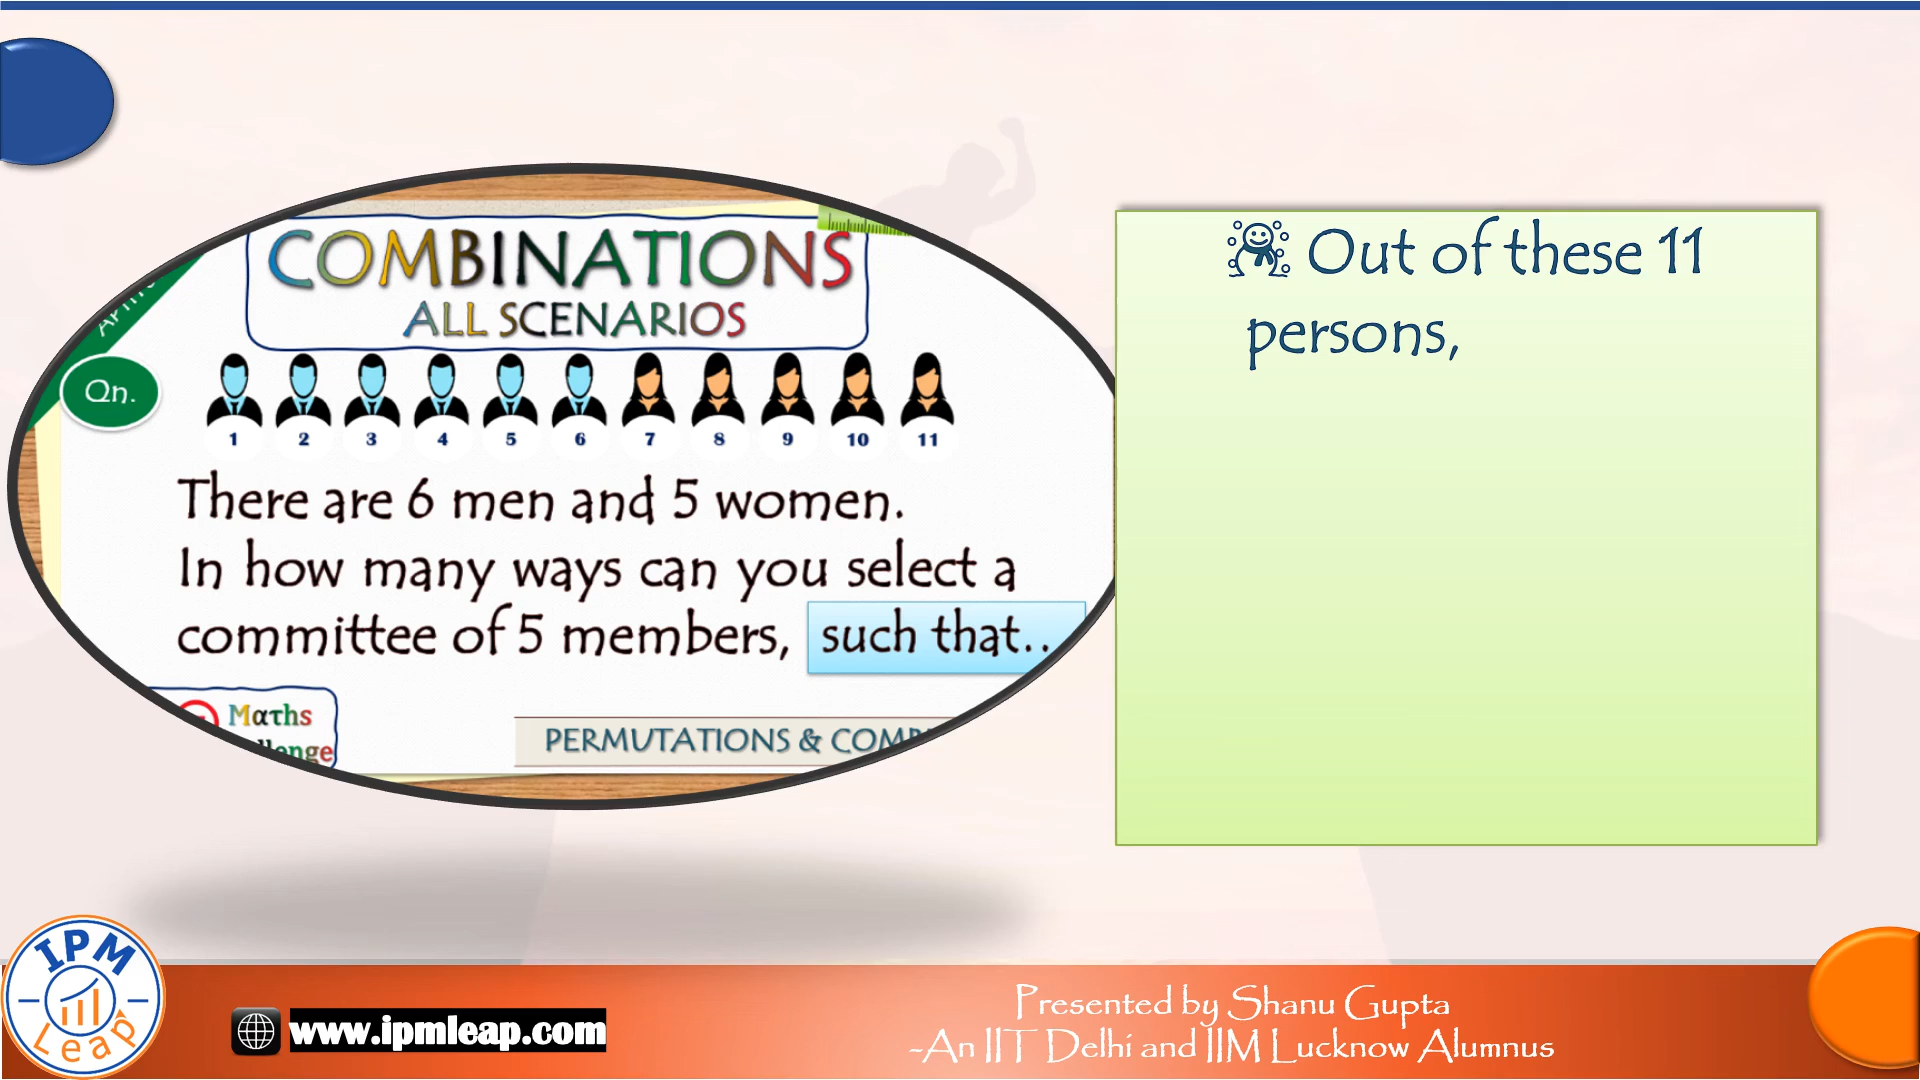 COMBINATIONS
ALL SCENARIOS
Qn.
1 2 3 4 5 6 7 8 9 10 11
There are 6 men and 5 women.
In how many ways can you select a
committee of 5 members, such that..
Maths
PERMUTATIONS & COMB
Out of these 11
persons,
IPM
Leap
www.ipmleap.com
Presented by Shanu Gupta
-An IIT Delhi and IIM Lucknow Alumnus